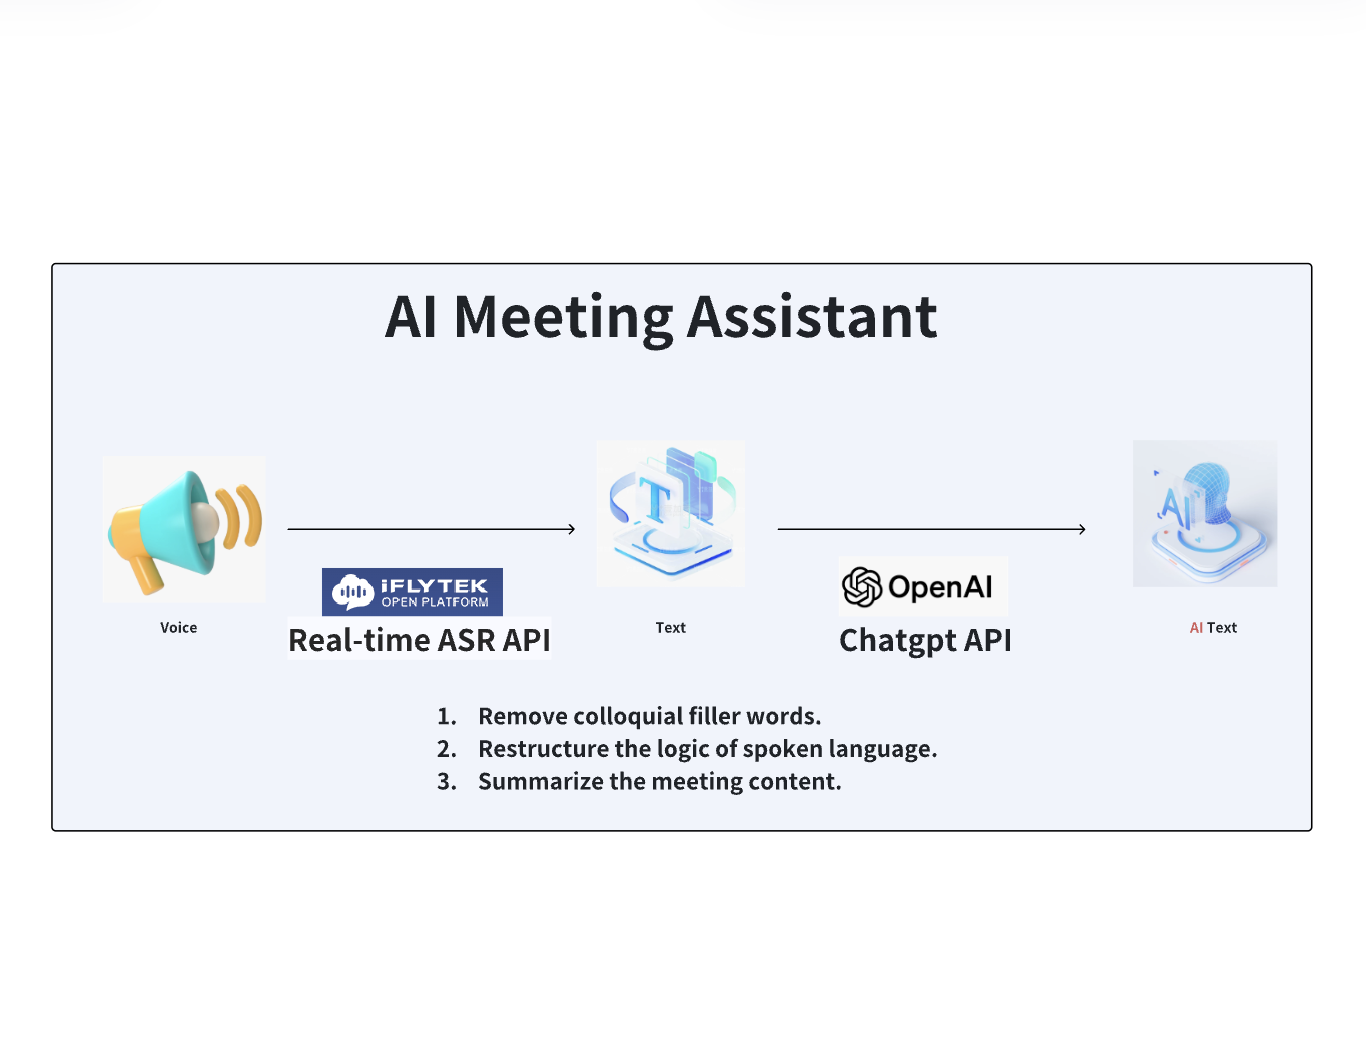 AI Meeting Assistant
T
AI
iFLYTEK
OPEN PLATFORM
OpenAI
Voice
Real-time ASR API
Text
Chatgpt API
AI Text
1. Remove colloquial filler words.
2. Restructure the logic of spoken language.
3. Summarize the meeting content.